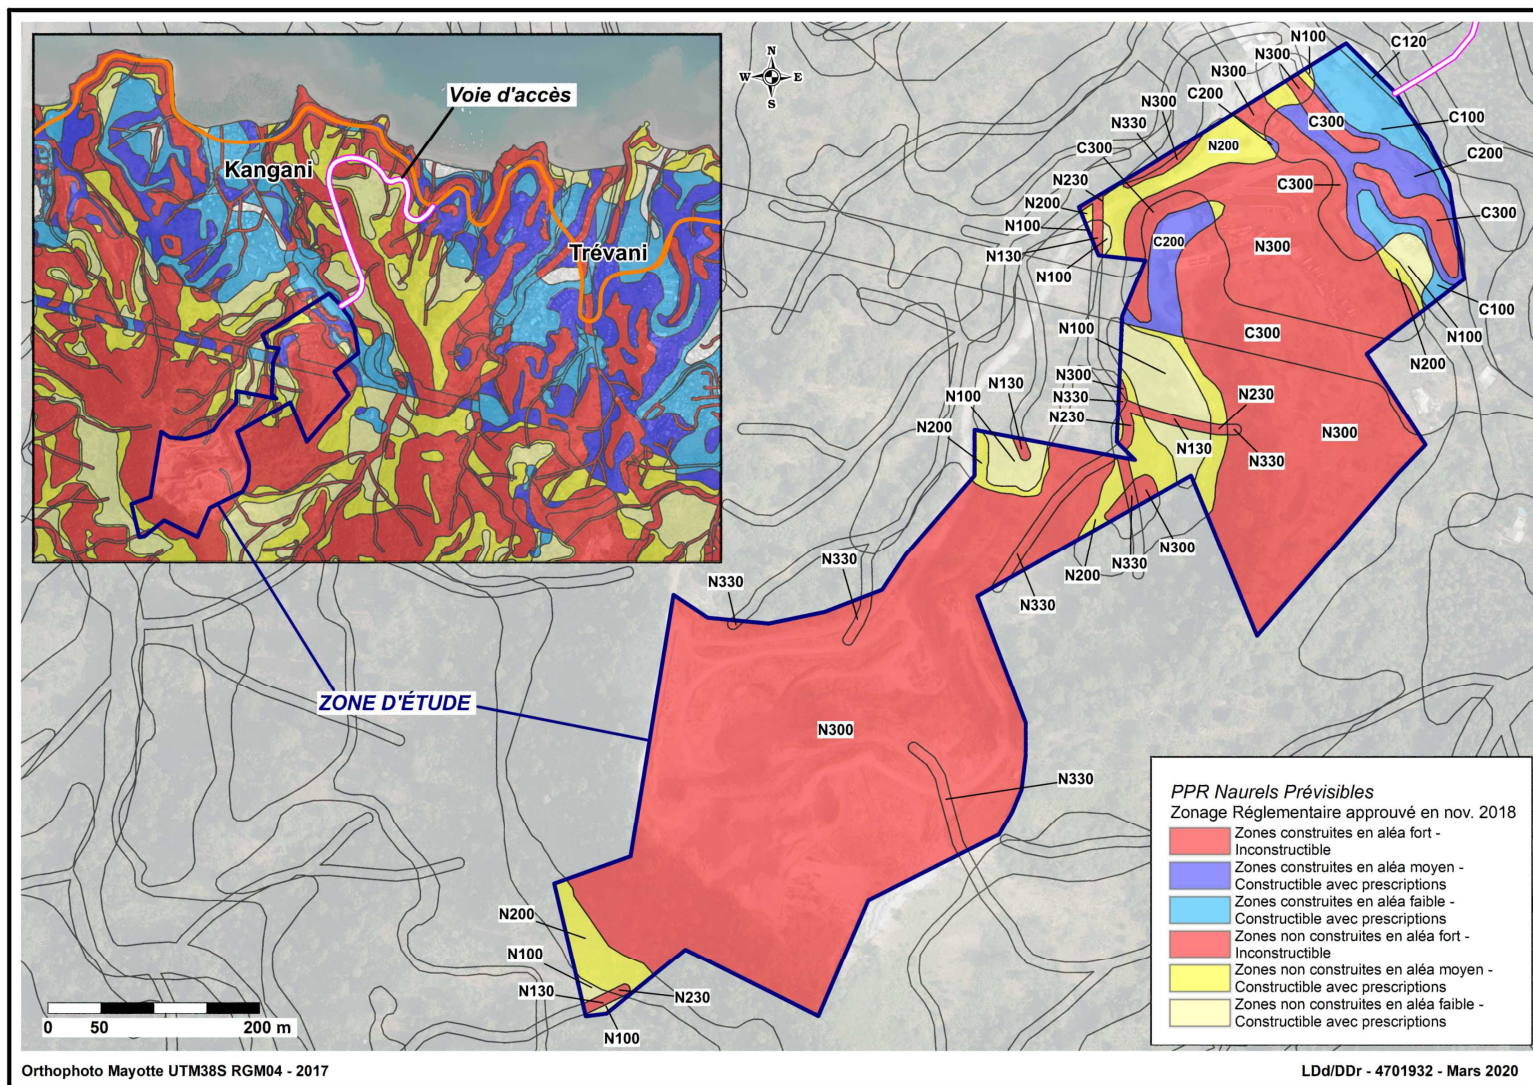 Voie d'accès
Kangani
Trévani
N
W E
S
N100
C120
N300
N300
C200
N300
C300
C100
N330
N200
C200
C300
N230
C300
N200
C300
N100
C200
N300
N130
N100
C100
N100
C300
N100
N200
N300
N130
N330
N230
N100
N300
N230
N200
N130
N330
N300
N200
N330
N330
N330
N330
ZONE D'ÉTUDE
N300
N330
N200
N100
N130
N230
N100
0 50 200 m
PPR Naurels Prévisibles
Zonage Réglementaire approuvé en nov. 2018
Zones construites en aléa fort -
Inconstructible
Zones construites en aléa moyen -
Constructible avec prescriptions
Zones construites en aléa faible -
Constructible avec prescriptions
Zones non construites en aléa fort -
Inconstructible
Zones non construites en aléa moyen -
Constructible avec prescriptions
Zones non construites en aléa faible -
Constructible avec prescriptions
Orthophoto Mayotte UTM38S RGM04 - 2017
LDd/DDr - 4701932 - Mars 2020